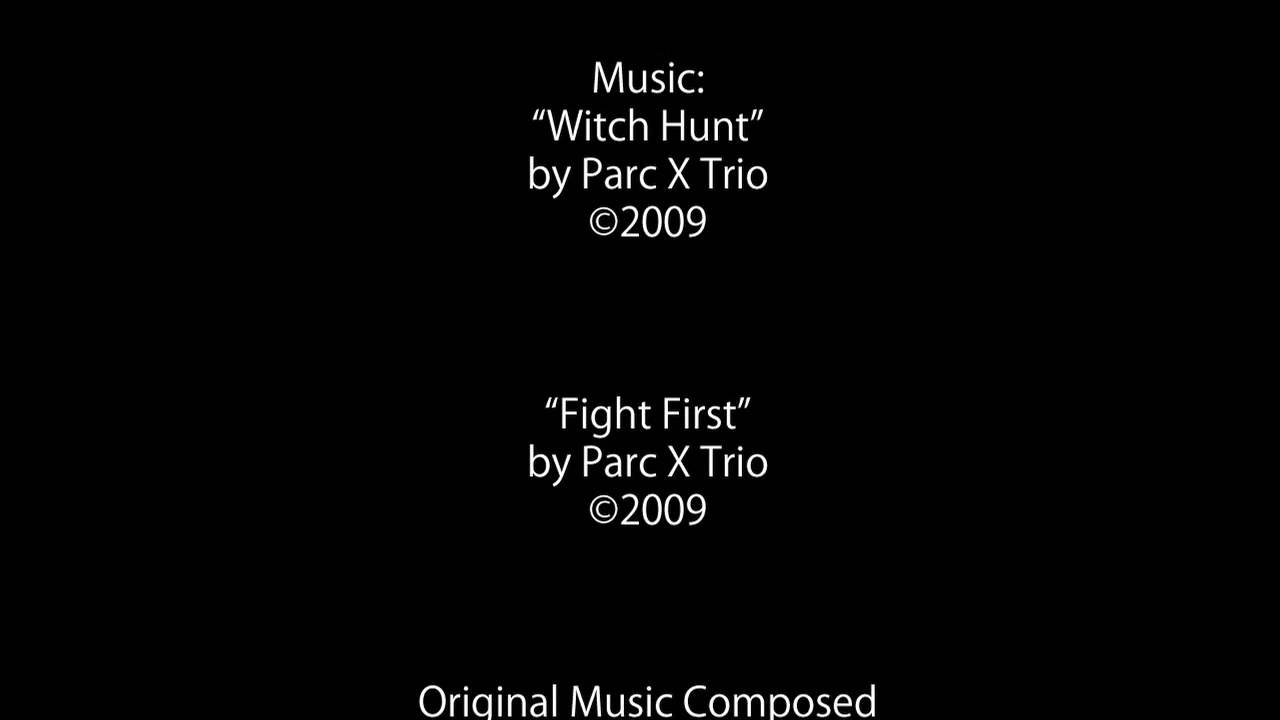 Music:
“Witch Hunt”
by Parc X Trio
©2009
“Fight First”
by Parc X Trio
©2009
Original Music Composed